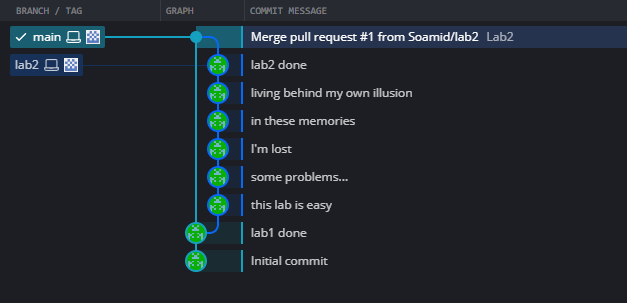 BRANCH / TAG GRAPH COMMIT MESSAGE
main Merge pull request #1 from Soamid/lab2 Lab2
lab2 lab2 done
living behind my own illusion
in these memories
I'm lost
some problems...
this lab is easy
lab1 done
Initial commit